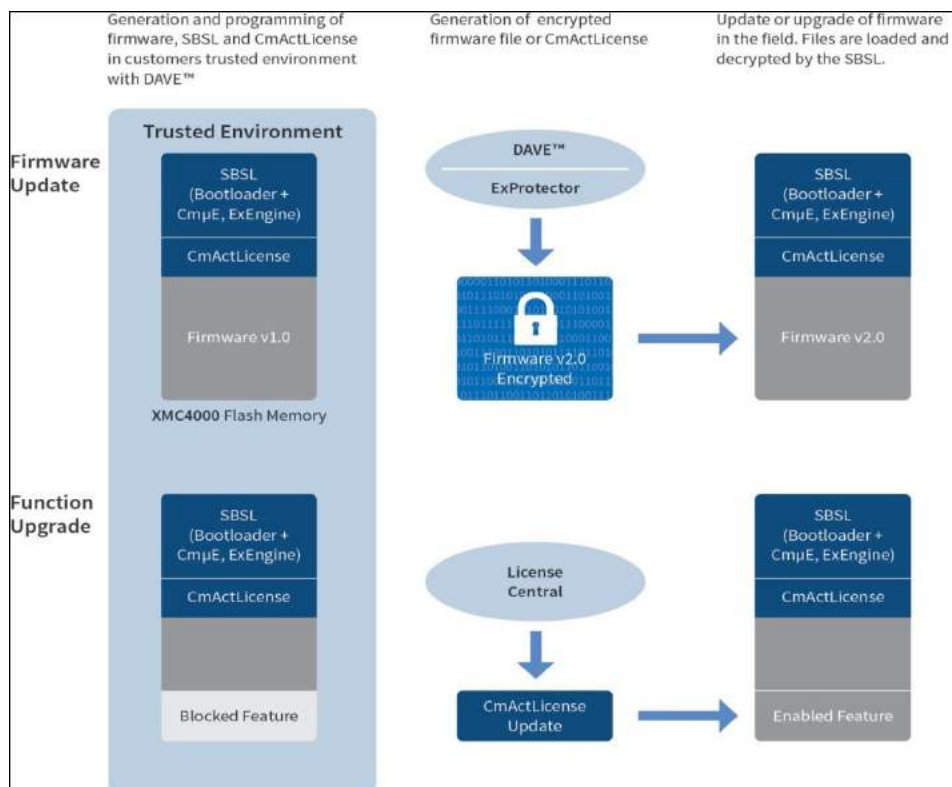 Generation and programming of
firmware, SBSL and CmActLicense
in customers trusted environment
with DAVE™
Generation of encrypted
firmware file or CmActLicense
Update or upgrade of firmware
in the field. Files are loaded and
decrypted by the SBSL.
Firmware
Update
Trusted Environment
SBSL
(Bootloader +
CmµE, ExEngine)
CmActLicense
Firmware v1.0
XMC4000 Flash Memory
DAVE™
ExProtector
Firmware v2.0
Encrypted
SBSL
(Bootloader +
CmµE, ExEngine)
CmActLicense
Firmware v2.0
Function
Upgrade
SBSL
(Bootloader +
CmµE, ExEngine)
CmActLicense
Blocked Feature
License
Central
CmActLicense
Update
SBSL
(Bootloader +
CmµE, ExEngine)
CmActLicense
Enabled Feature